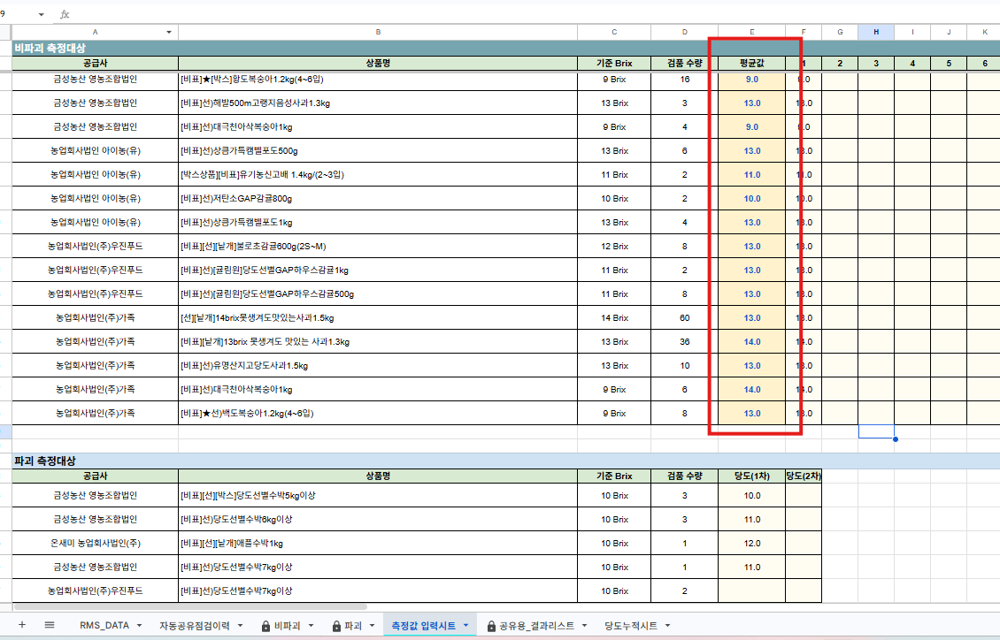 9 fx
A B C D E F G H I J K
비파괴 측정대상
공급사 상품명 기준 Brix 검품 수량 평균값 1 2 3 4 5 6
금성농산 영농조합법인 [비표]★[박스]황도복숭아1.2kg(4~6입) 9 Brix 16 9.0 9.0
금성농산 영농조합법인 [비표]선)해발500m고랭지음성사과1.3kg 13 Brix 3 13.0 13.0
금성농산 영농조합법인 [비표]선)대극천아삭복숭아1kg 9 Brix 4 9.0 9.0
농업회사법인 아이농(유) [비표]선)상큼가득캠벨포도500g 13 Brix 6 13.0 13.0
농업회사법인 아이농(유) [박스상품][비표]유기농신고배 1.4kg/(2~3입) 11 Brix 2 11.0 11.0
농업회사법인 아이농(유) [비표]선)저탄소GAP감귤800g 10 Brix 2 10.0 10.0
농업회사법인 아이농(유) [비표]선)상큼가득캠벨포도1kg 13 Brix 4 13.0 13.0
농업회사법인(주)우진푸드 [비표][선][낱개]불로초감귤600g(2S~M) 12 Brix 8 13.0 13.0
농업회사법인(주)우진푸드 [비표]선)[귤림원]당도선별GAP하우스감귤1kg 11 Brix 2 13.0 13.0
농업회사법인(주)우진푸드 [비표]선)[귤림원]당도선별GAP하우스감귤500g 11 Brix 8 13.0 13.0
농업회사법인(주)가족 [선][낱개]14brix못생겨도맛있는사과1.5kg 14 Brix 60 13.0 13.0
농업회사법인(주)가족 [비표][낱개]13brix 못생겨도 맛있는 사과1.3kg 13 Brix 36 14.0 14.0
농업회사법인(주)가족 [비표]선)유명산지고당도사과1.5kg 13 Brix 10 13.0 13.0
농업회사법인(주)가족 [비표]선)대극천아삭복숭아1kg 9 Brix 6 14.0 14.0
농업회사법인(주)가족 [비표]★선)백도복숭아1.2kg(4~6입) 9 Brix 8 13.0 13.0
파괴 측정대상
공급사 상품명 기준 Brix 검품 수량 당도(1차) 당도(2차)
금성농산 영농조합법인 [비표][선][박스]당도선별수박5kg이상 10 Brix 3 10.0
금성농산 영농조합법인 [비표]선)당도선별수박6kg이상 10 Brix 3 11.0
온새미 농업회사법인(주) [비표][선][낱개]애플수박1kg 10 Brix 1 12.0
금성농산 영농조합법인 [비표]선)당도선별수박7kg이상 10 Brix 1 11.0
농업회사법인(주)우진푸드 [비표]선)당도선별수박7kg이상 10 Brix 2
+ RMS_DATA 자동공유점검이력 비파괴 파괴 측정값 입력시트 공유용_결과리스트 당도누적시트